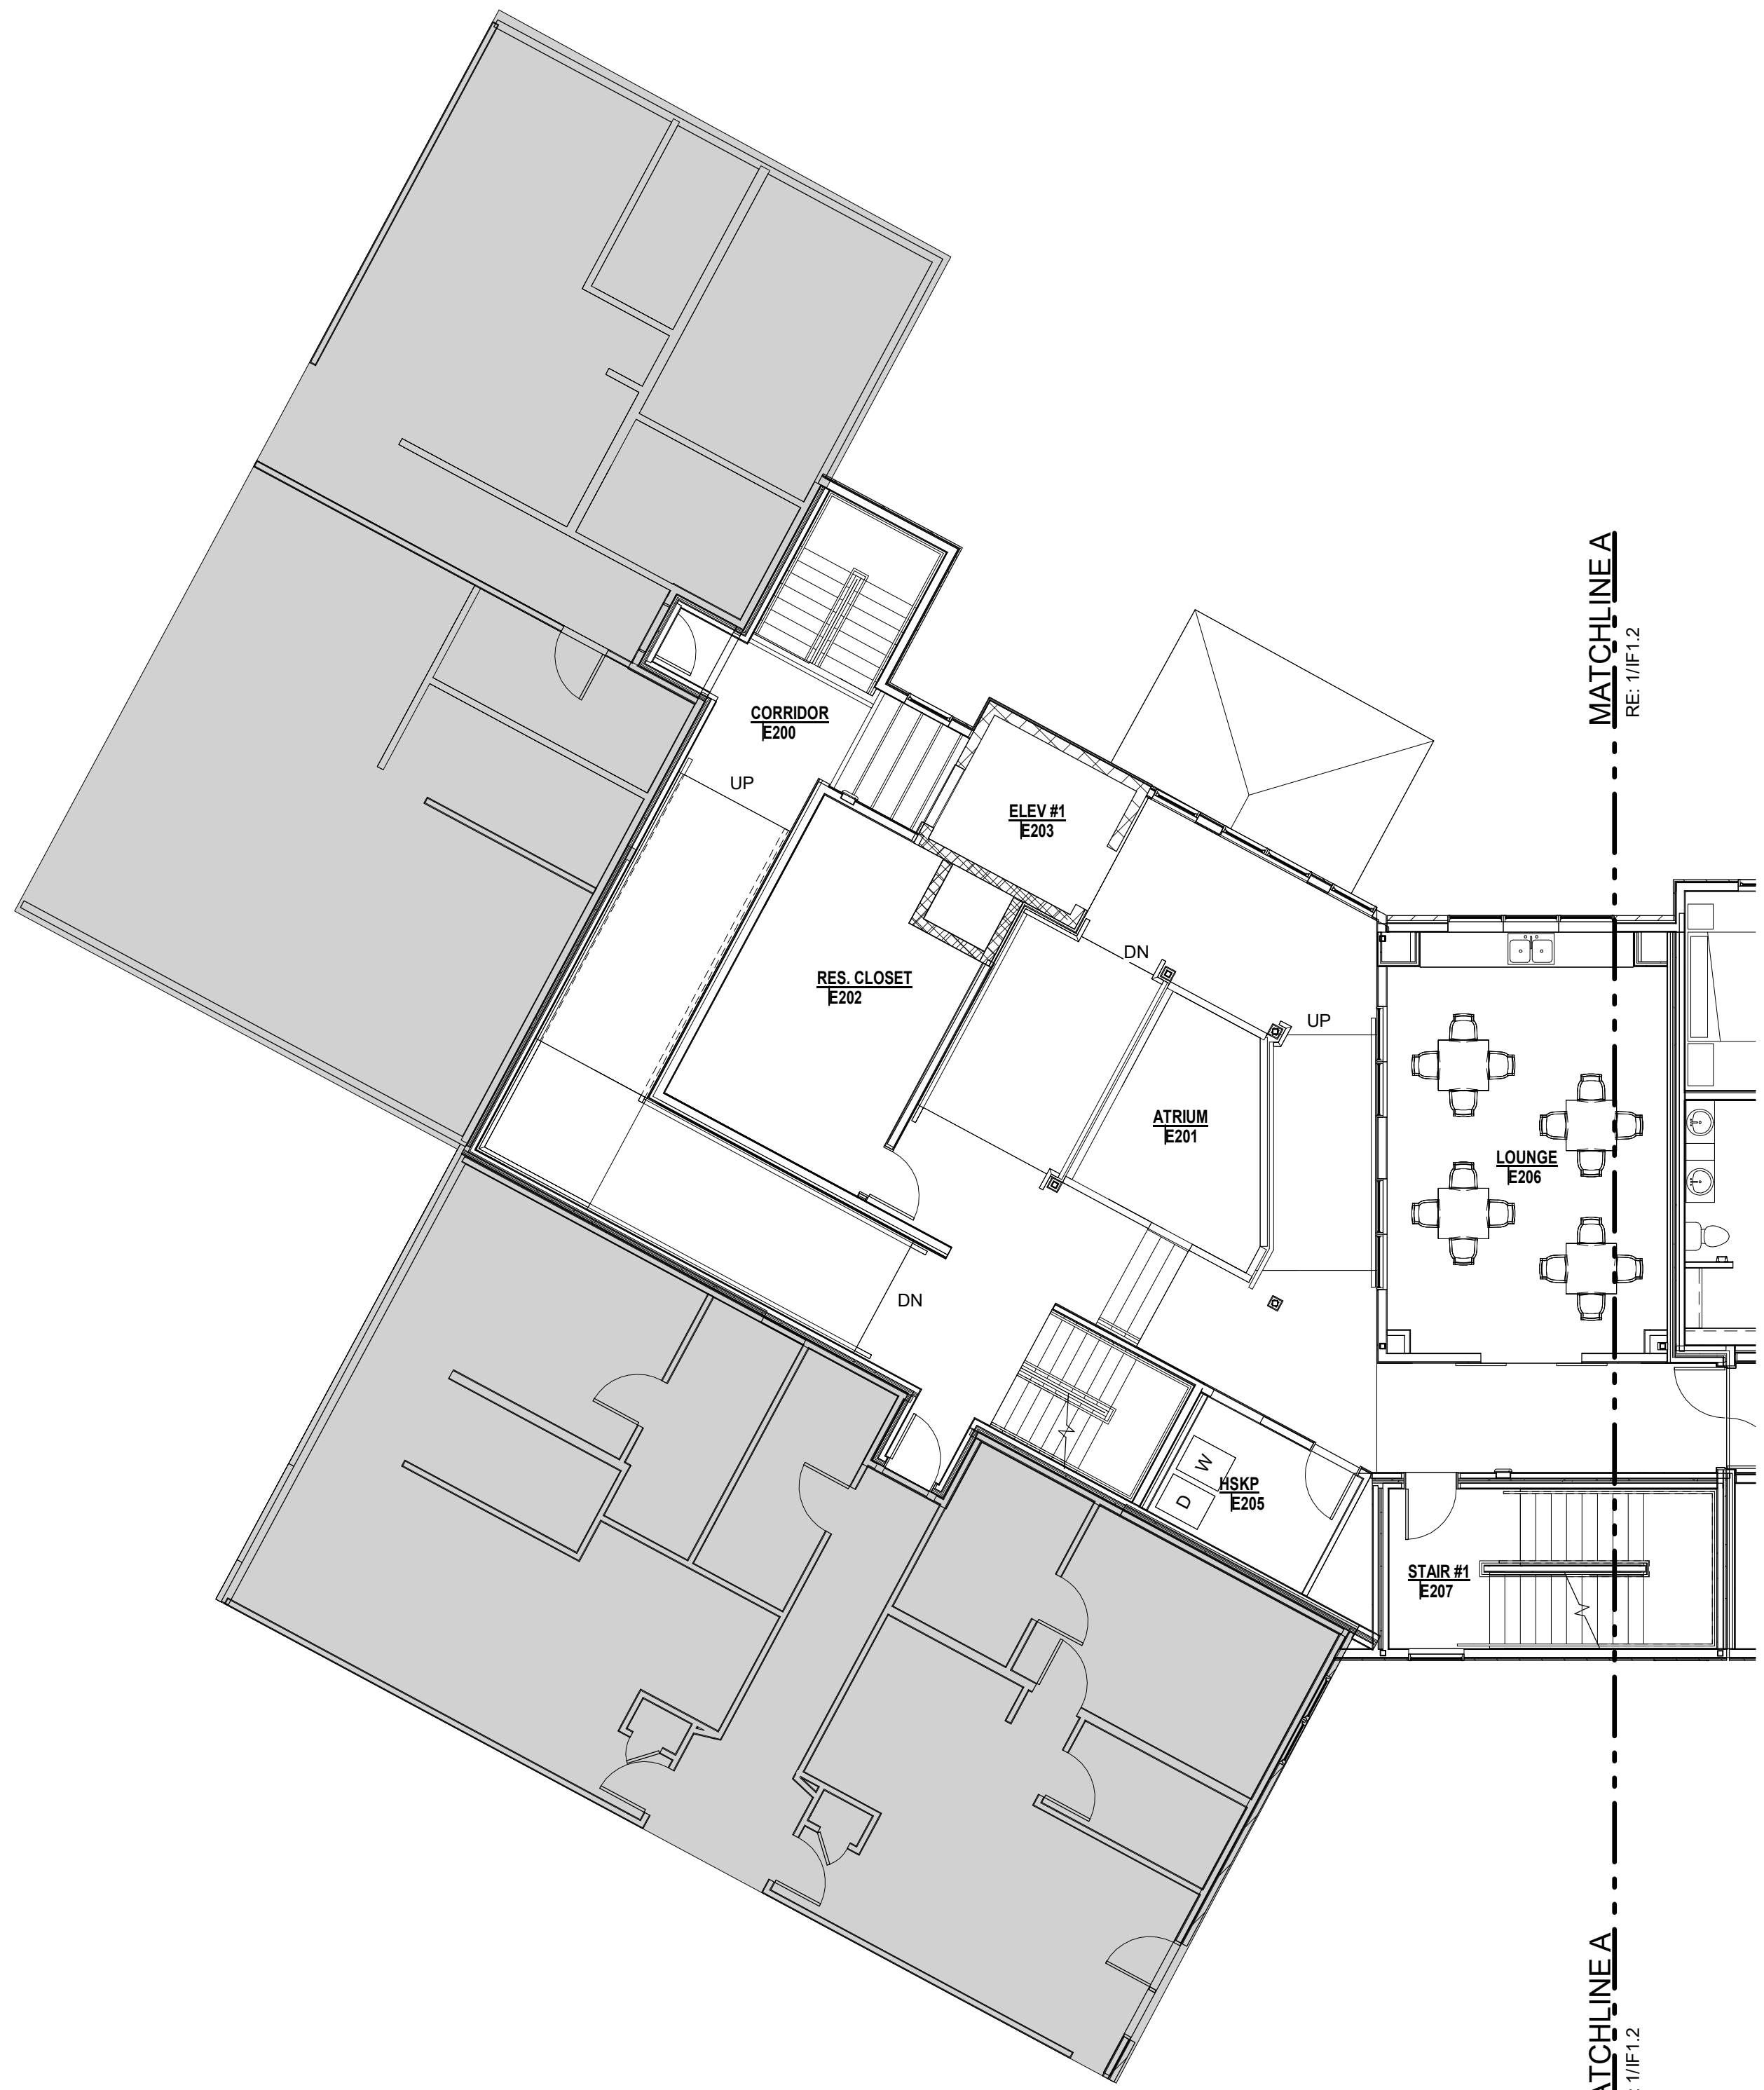 MATCHLINE A
RE: 1/IF1.2
CORRIDOR
E200
UP
ELEV #1
E203
DN
RES. CLOSET
E202
UP
ATRIUM
E201
LOUNGE
E206
DN
W
D
HSKP
E205
STAIR #1
E207
ATCHLINE A
: 1/IF1.2